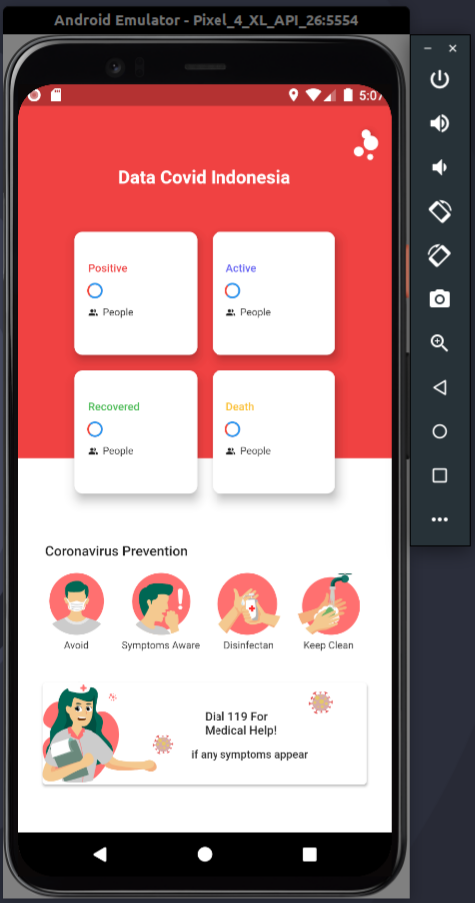 Android Emulator - Pixel_4_XL_API_26:5554
5:07
Data Covid Indonesia
Positive
Active
People
People
Recovered
Death
People
People
Coronavirus Prevention
Avoid
Symptoms Aware
Disinfectan
Keep Clean
Dial 119 For
Medical Help!
if any symptoms appear